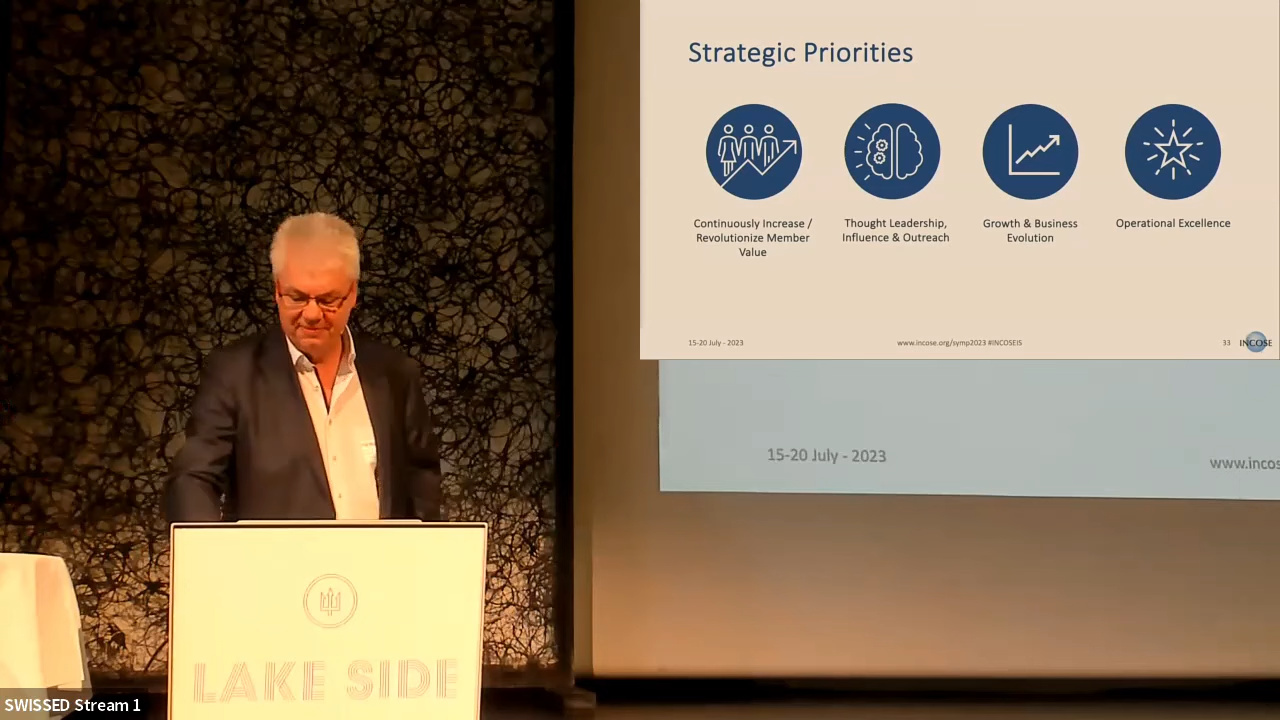 Strategic Priorities
Continuously Increase /
Revolutionize Member
Value
Thought Leadership,
Influence & Outreach
Growth & Business
Evolution
Operational Excellence
15-20 July - 2023
www.incose.org/symp2023 #INCOSEIS
33
INCOSE
15-20 July - 2023
www.incos
LAKE SIDE
SWISSED Stream 1